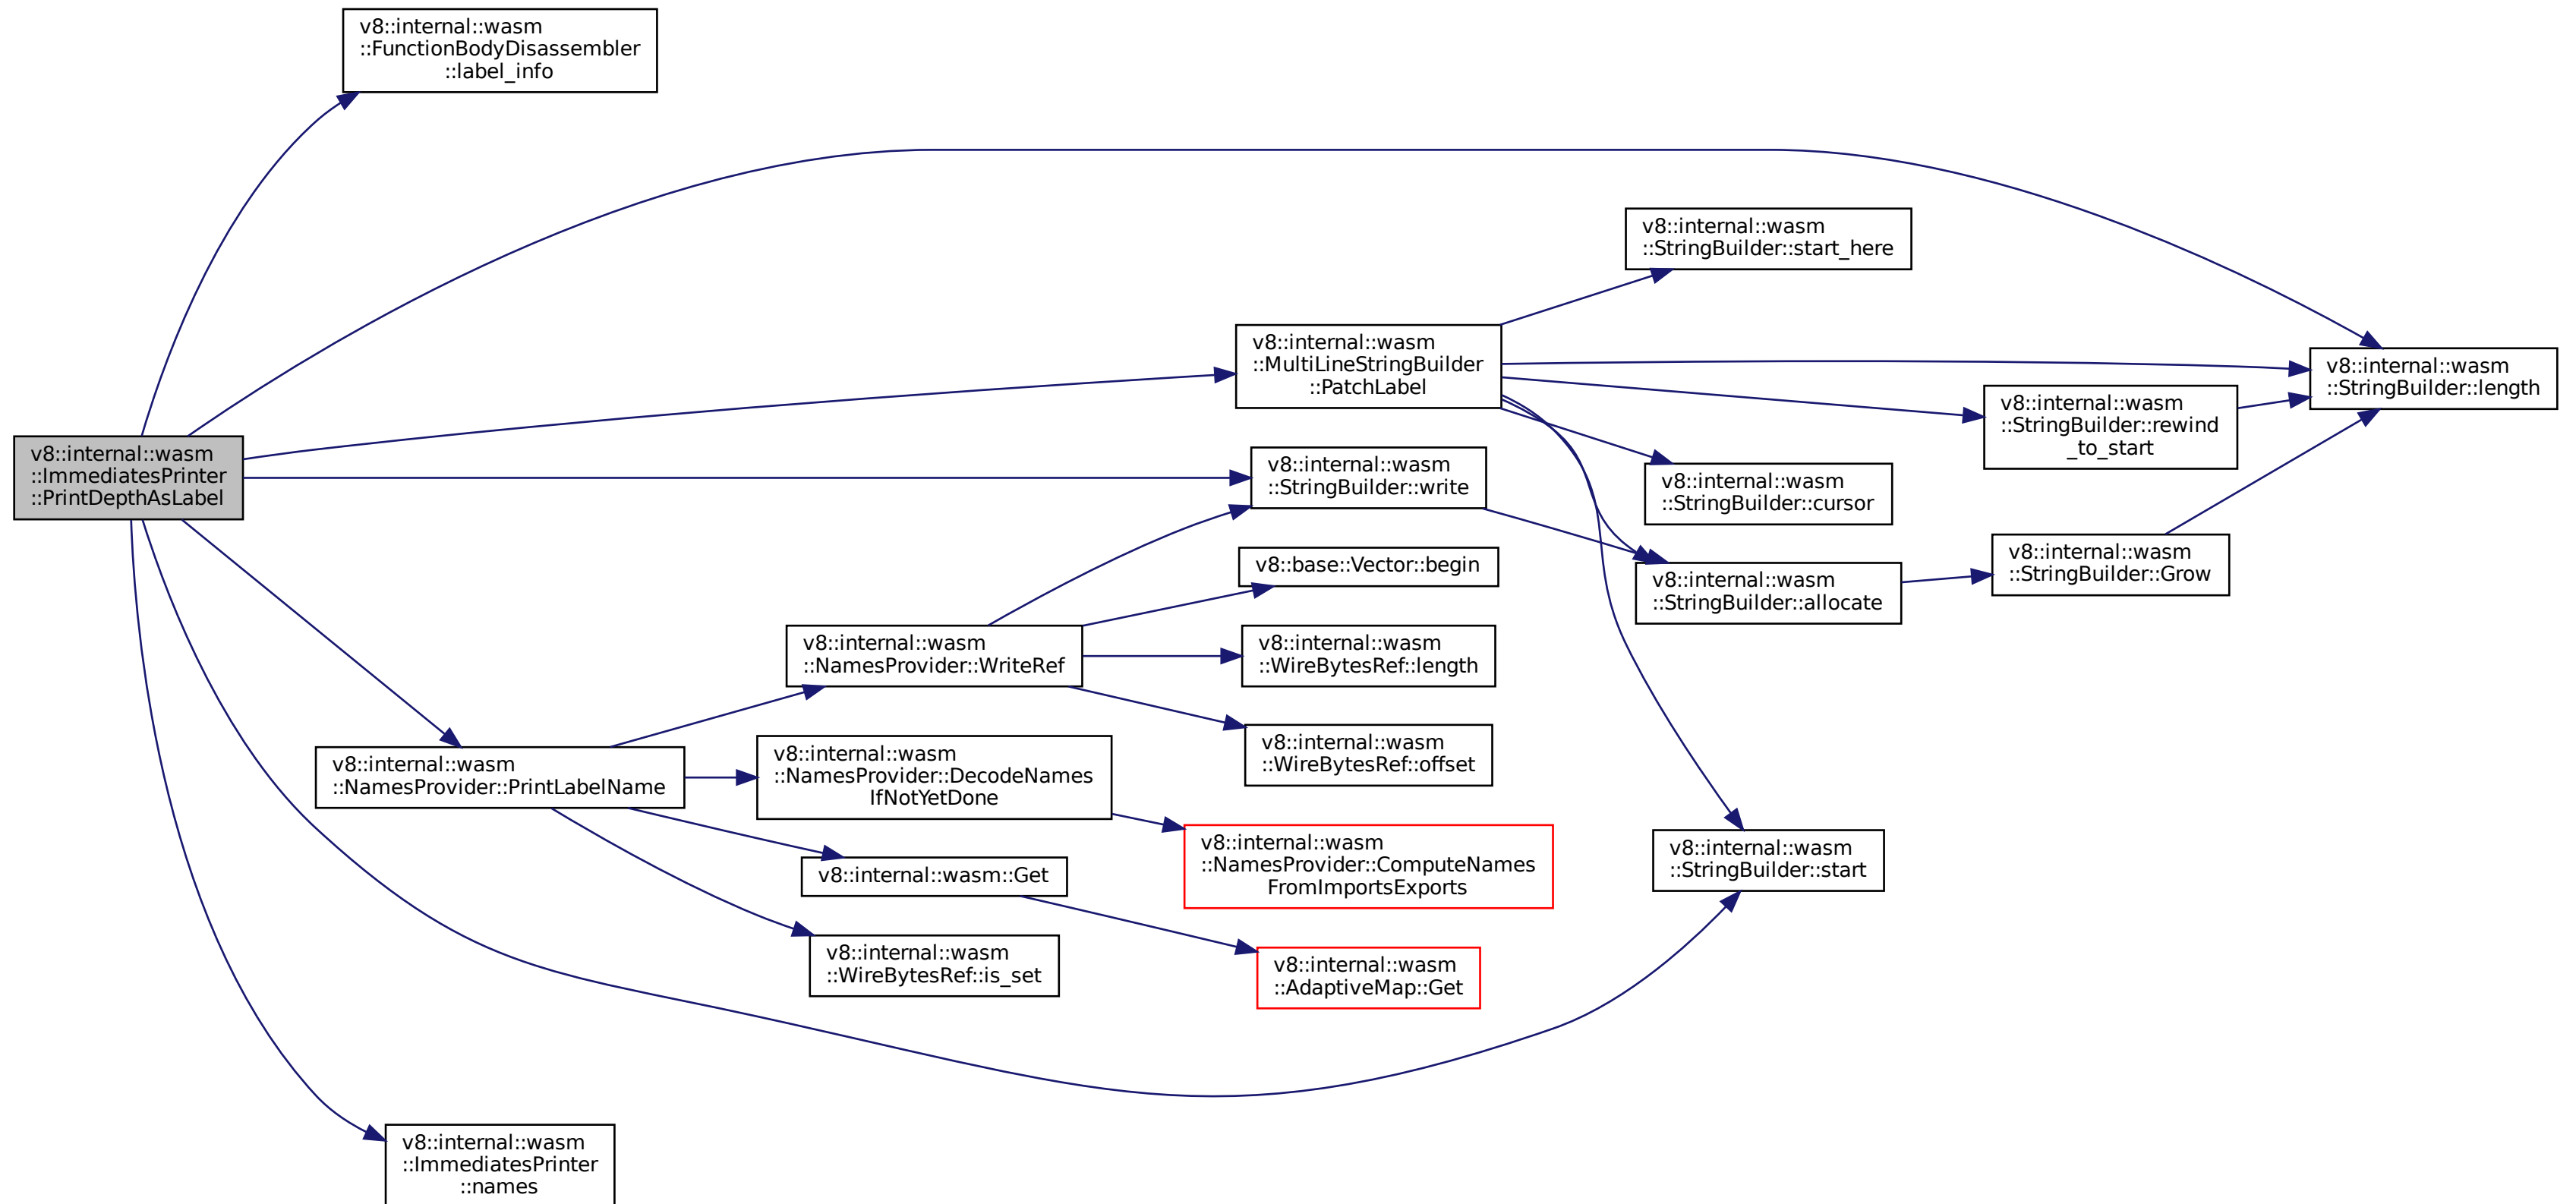 v8::internal::wasm
::FunctionBodyDisassembler
::label_info
v8::internal::wasm
::StringBuilder::start_here
v8::internal::wasm
::MultiLineStringBuilder
::PatchLabel
v8::internal::wasm
::StringBuilder::length
v8::internal::wasm
::StringBuilder::rewind
_to_start
v8::internal::wasm
::ImmediatesPrinter
::PrintDepthAsLabel
v8::internal::wasm
::StringBuilder::write
v8::internal::wasm
::StringBuilder::cursor
v8::base::Vector::begin
v8::internal::wasm
::StringBuilder::Grow
v8::internal::wasm
::StringBuilder::allocate
v8::internal::wasm
::NamesProvider::WriteRef
v8::internal::wasm
::WireBytesRef::length
v8::internal::wasm
::WireBytesRef::offset
v8::internal::wasm
::NamesProvider::PrintLabelName
v8::internal::wasm
::NamesProvider::DecodeNames
IfNotYetDone
v8::internal::wasm
::NamesProvider::ComputeNames
FromImportsExports
v8::internal::wasm
::StringBuilder::start
v8::internal::wasm::Get
v8::internal::wasm
::WireBytesRef::is_set
v8::internal::wasm
::AdaptiveMap::Get
v8::internal::wasm
::ImmediatesPrinter
::names